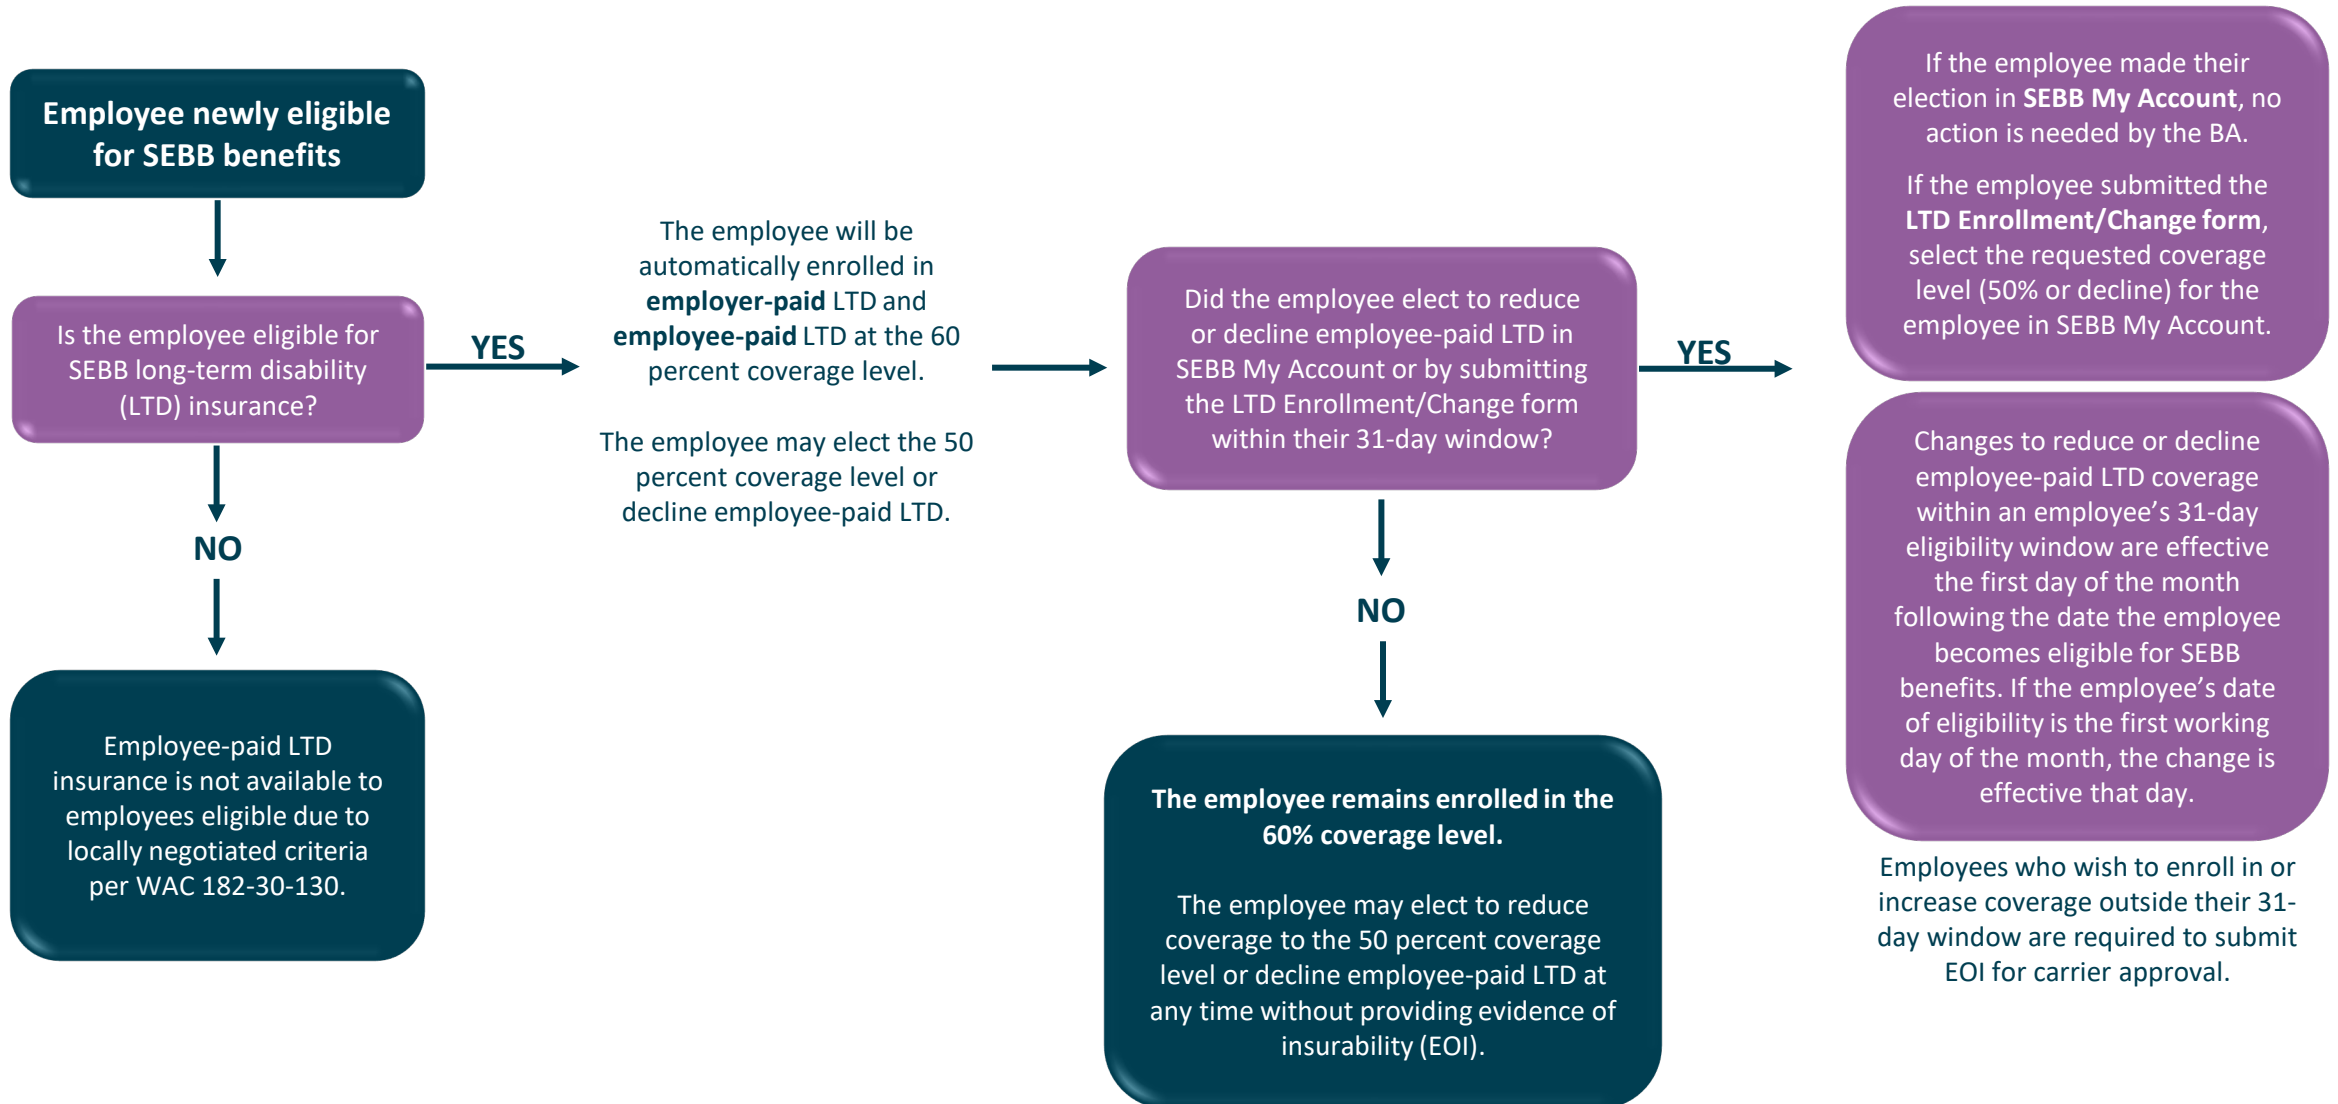 Employee newly eligible
for SEBB benefits
Is the employee eligible for
SEBB long-term disability
(LTD) insurance?
YES
NO
Employee-paid LTD
insurance is not available to
employees eligible due to
locally negotiated criteria
per WAC 182-30-130.
The employee will be
automatically enrolled in
employer-paid LTD and
employee-paid LTD at the 60
percent coverage level.
The employee may elect the 50
percent coverage level or
decline employee-paid LTD.
Did the employee elect to reduce
or decline employee-paid LTD in
SEBB My Account or by submitting
the LTD Enrollment/Change form
within their 31-day window?
YES
NO
The employee remains enrolled in the
60% coverage level.
The employee may elect to reduce
coverage to the 50 percent coverage
level or decline employee-paid LTD at
any time without providing evidence of
insurability (EOI).
If the employee made their
election in SEBB My Account, no
action is needed by the BA.
If the employee submitted the
LTD Enrollment/Change form,
select the requested coverage
level (50% or decline) for the
employee in SEBB My Account.
Changes to reduce or decline
employee-paid LTD coverage
within an employee’s 31-day
eligibility window are effective
the first day of the month
following the date the employee
becomes eligible for SEBB
benefits. If the employee’s date
of eligibility is the first working
day of the month, the change is
effective that day.
Employees who wish to enroll in or
increase coverage outside their 31-
day window are required to submit
EOI for carrier approval.